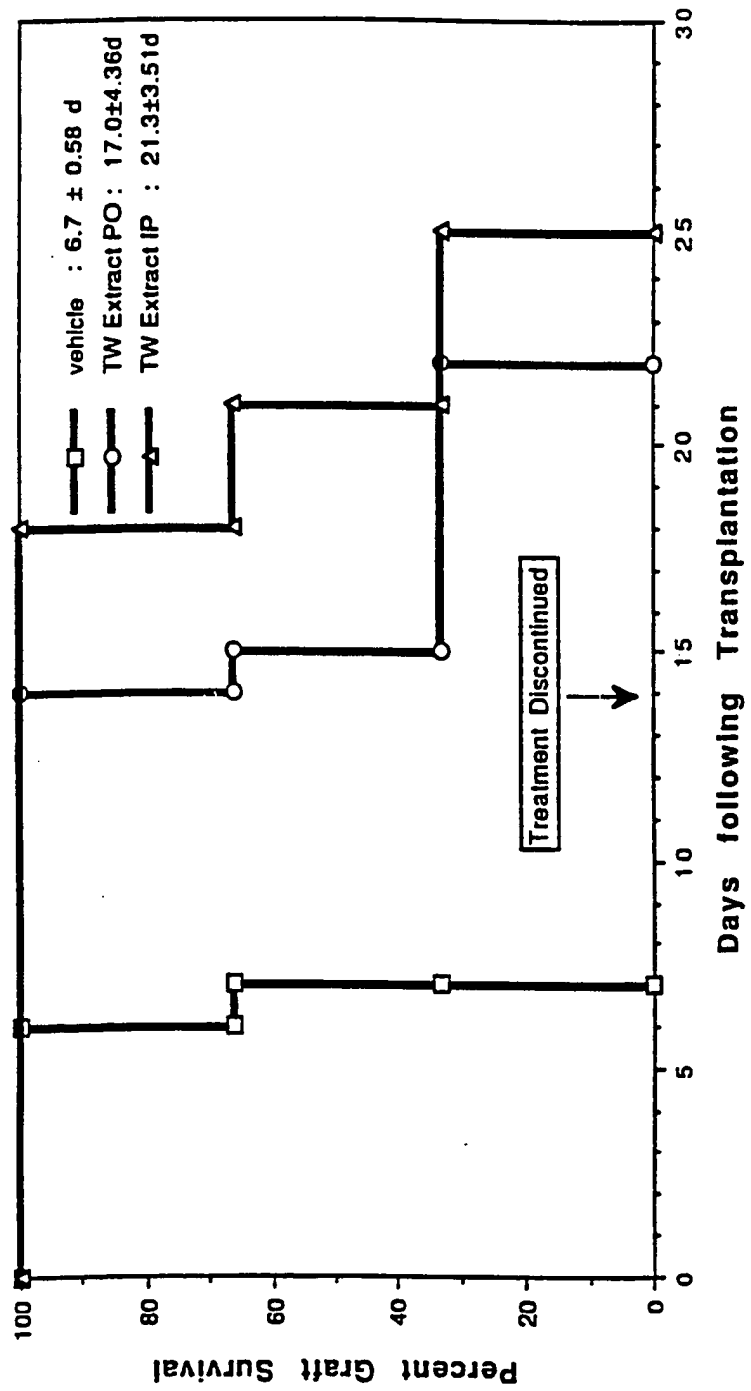 Percent Graft Survival
100
80
60
40
20
0
vehicle : 6.7 ± 0.58 d
TW Extract PO : 17.0±4.36d
TW Extract IP : 21.3±3.51d
Treatment Discontinued
0
5
10
15
20
25
30
Days following Transplantation